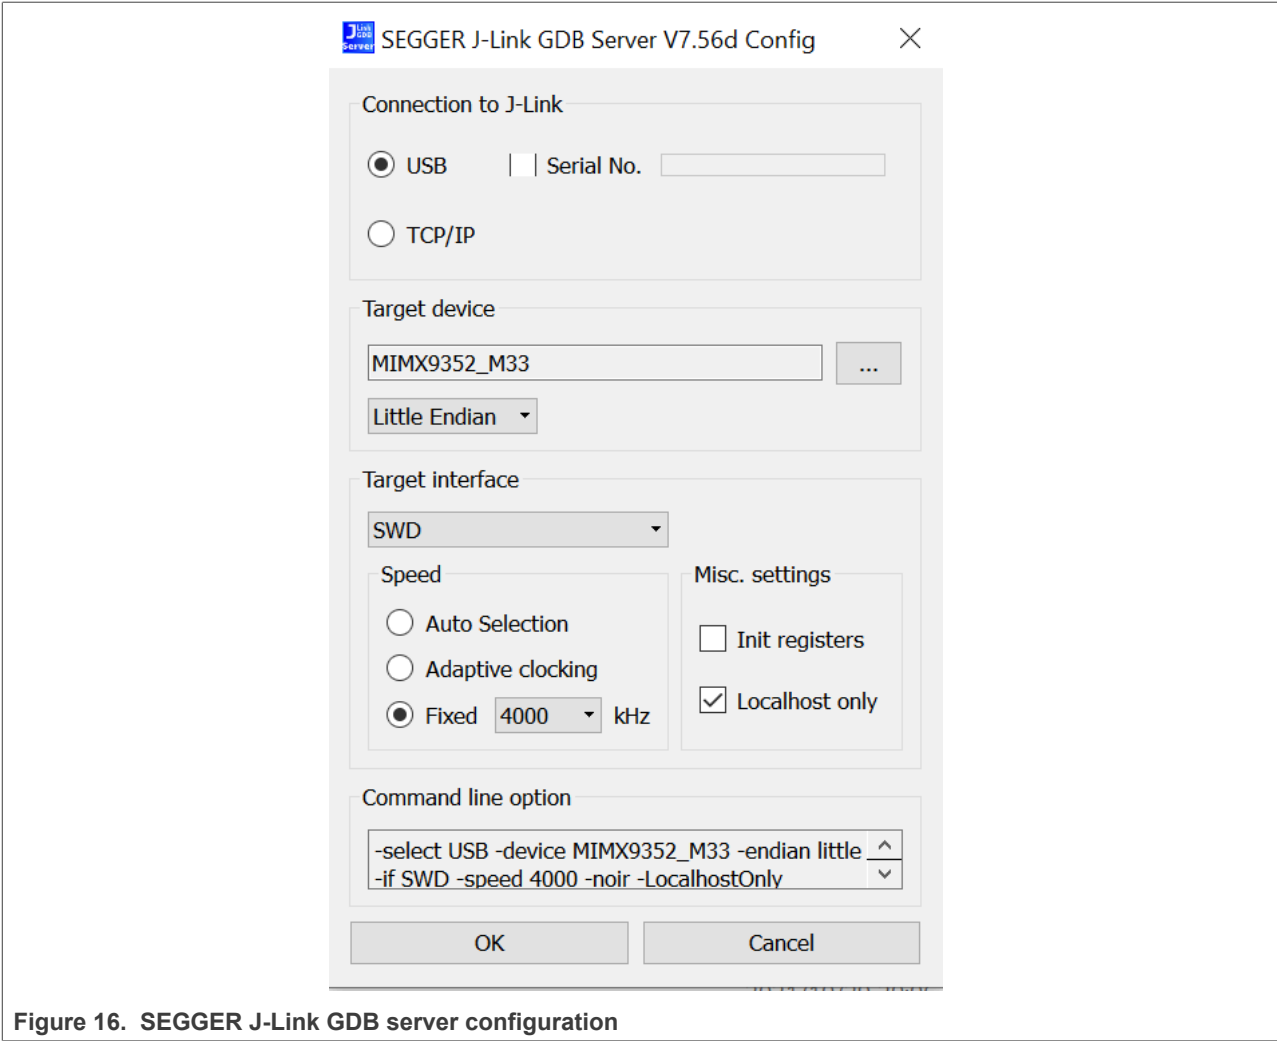 J Link GDB Server
SEGGER J-Link GDB Server V7.56d Config
Connection to J-Link
USB Serial No.
TCP/IP
Target device
MIMX9352_M33 ...
Little Endian
Target interface
SWD
Speed Misc. settings
Auto Selection
Init registers
Adaptive clocking
Localhost only
Fixed 4000 kHz
Command line option
-select USB -device MIMX9352_M33 -endian little
-if SWD -speed 4000 -noir -LocalhostOnly
OK Cancel
Figure 16. SEGGER J-Link GDB server configuration